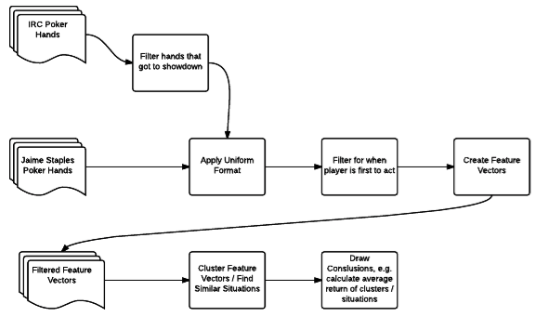 IRC Poker
Hands
Filter hands that
got to showdown
Jaime Staples
Poker Hands
Apply Uniform
Format
Filter for when
player is first to act
Create Feature
Vectors
Filtered Feature
Vectors
Cluster Feature
Vectors / Find
Similar Situations
Draw
Conslusions, e.g.
calculate average
return of clusters /
situations